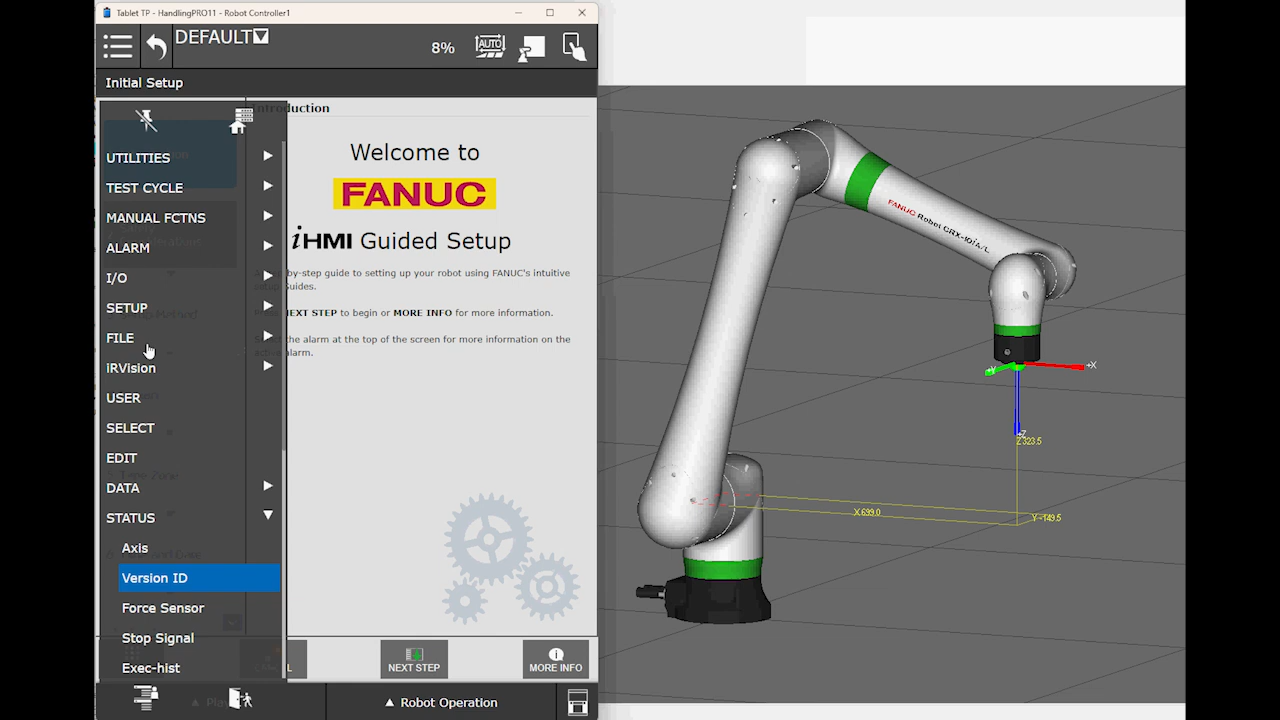 Tablet TP - HandlingPRO11 - Robot Controller1
DEFAULT
8%
AUTO
Initial Setup
UTILITIES
TEST CYCLE
MANUAL FCTNS
ALARM
I/O
SETUP
FILE
iRVision
USER
SELECT
EDIT
DATA
STATUS
Axis
Version ID
Force Sensor
Stop Signal
Exec-hist
Introduction
Welcome to
FANUC
iHMI Guided Setup
by-step guide to setting up your robot using FANUC's intuitive
Guides.
NEXT STEP to begin or MORE INFO for more information.
the alarm at the top of the screen for more information on the
alarm.
NEXT STEP
MORE INFO
Robot Operation
FANUC Robot CRX-10iA/L
+X
+Y
+Z
Z323.5
X699.0
Y-149.5